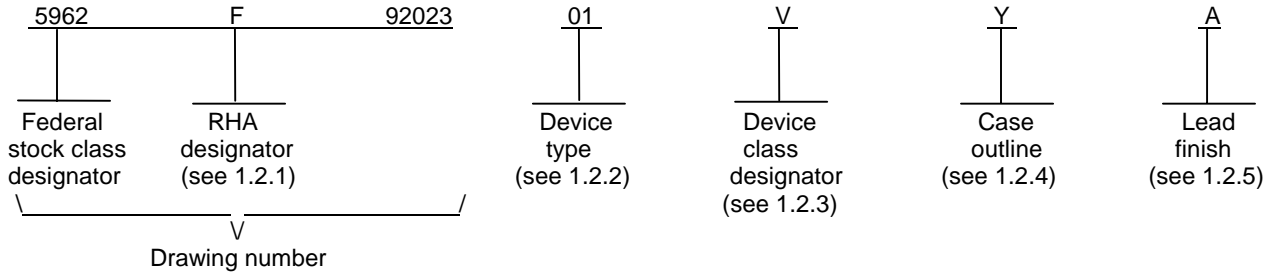 5962 F 92023 01 V Y A
Federal RHA Device Device Case Lead
stock class designator type class outline finish
designator (see 1.2.1) (see 1.2.2) designator (see 1.2.4) (see 1.2.5)
(see 1.2.3)
Drawing number